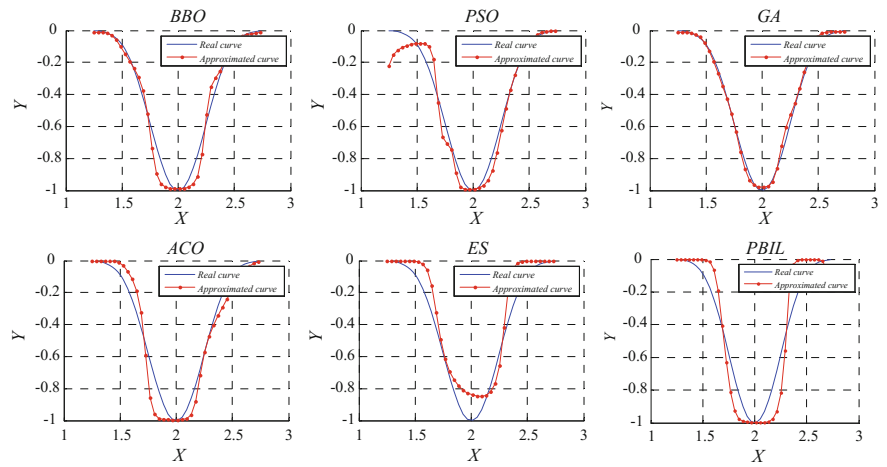 BBO
Real curve
Approximated curve
0
-0.2
-0.4
-0.6
-0.8
-1
Y
1 1.5 2 2.5 3
X
PSO
Real curve
Approximated curve
0
-0.2
-0.4
-0.6
-0.8
-1
Y
1 1.5 2 2.5 3
X
GA
Real curve
Approximated curve
0
-0.2
-0.4
-0.6
-0.8
-1
Y
1 1.5 2 2.5 3
X
ACO
Real curve
Approximated curve
0
-0.2
-0.4
-0.6
-0.8
-1
Y
1 1.5 2 2.5 3
X
ES
Real curve
Approximated curve
0
-0.2
-0.4
-0.6
-0.8
-1
Y
1 1.5 2 2.5 3
X
PBIL
Real curve
Approximated curve
0
-0.2
-0.4
-0.6
-0.8
-1
Y
1 1.5 2 2.5 3
X